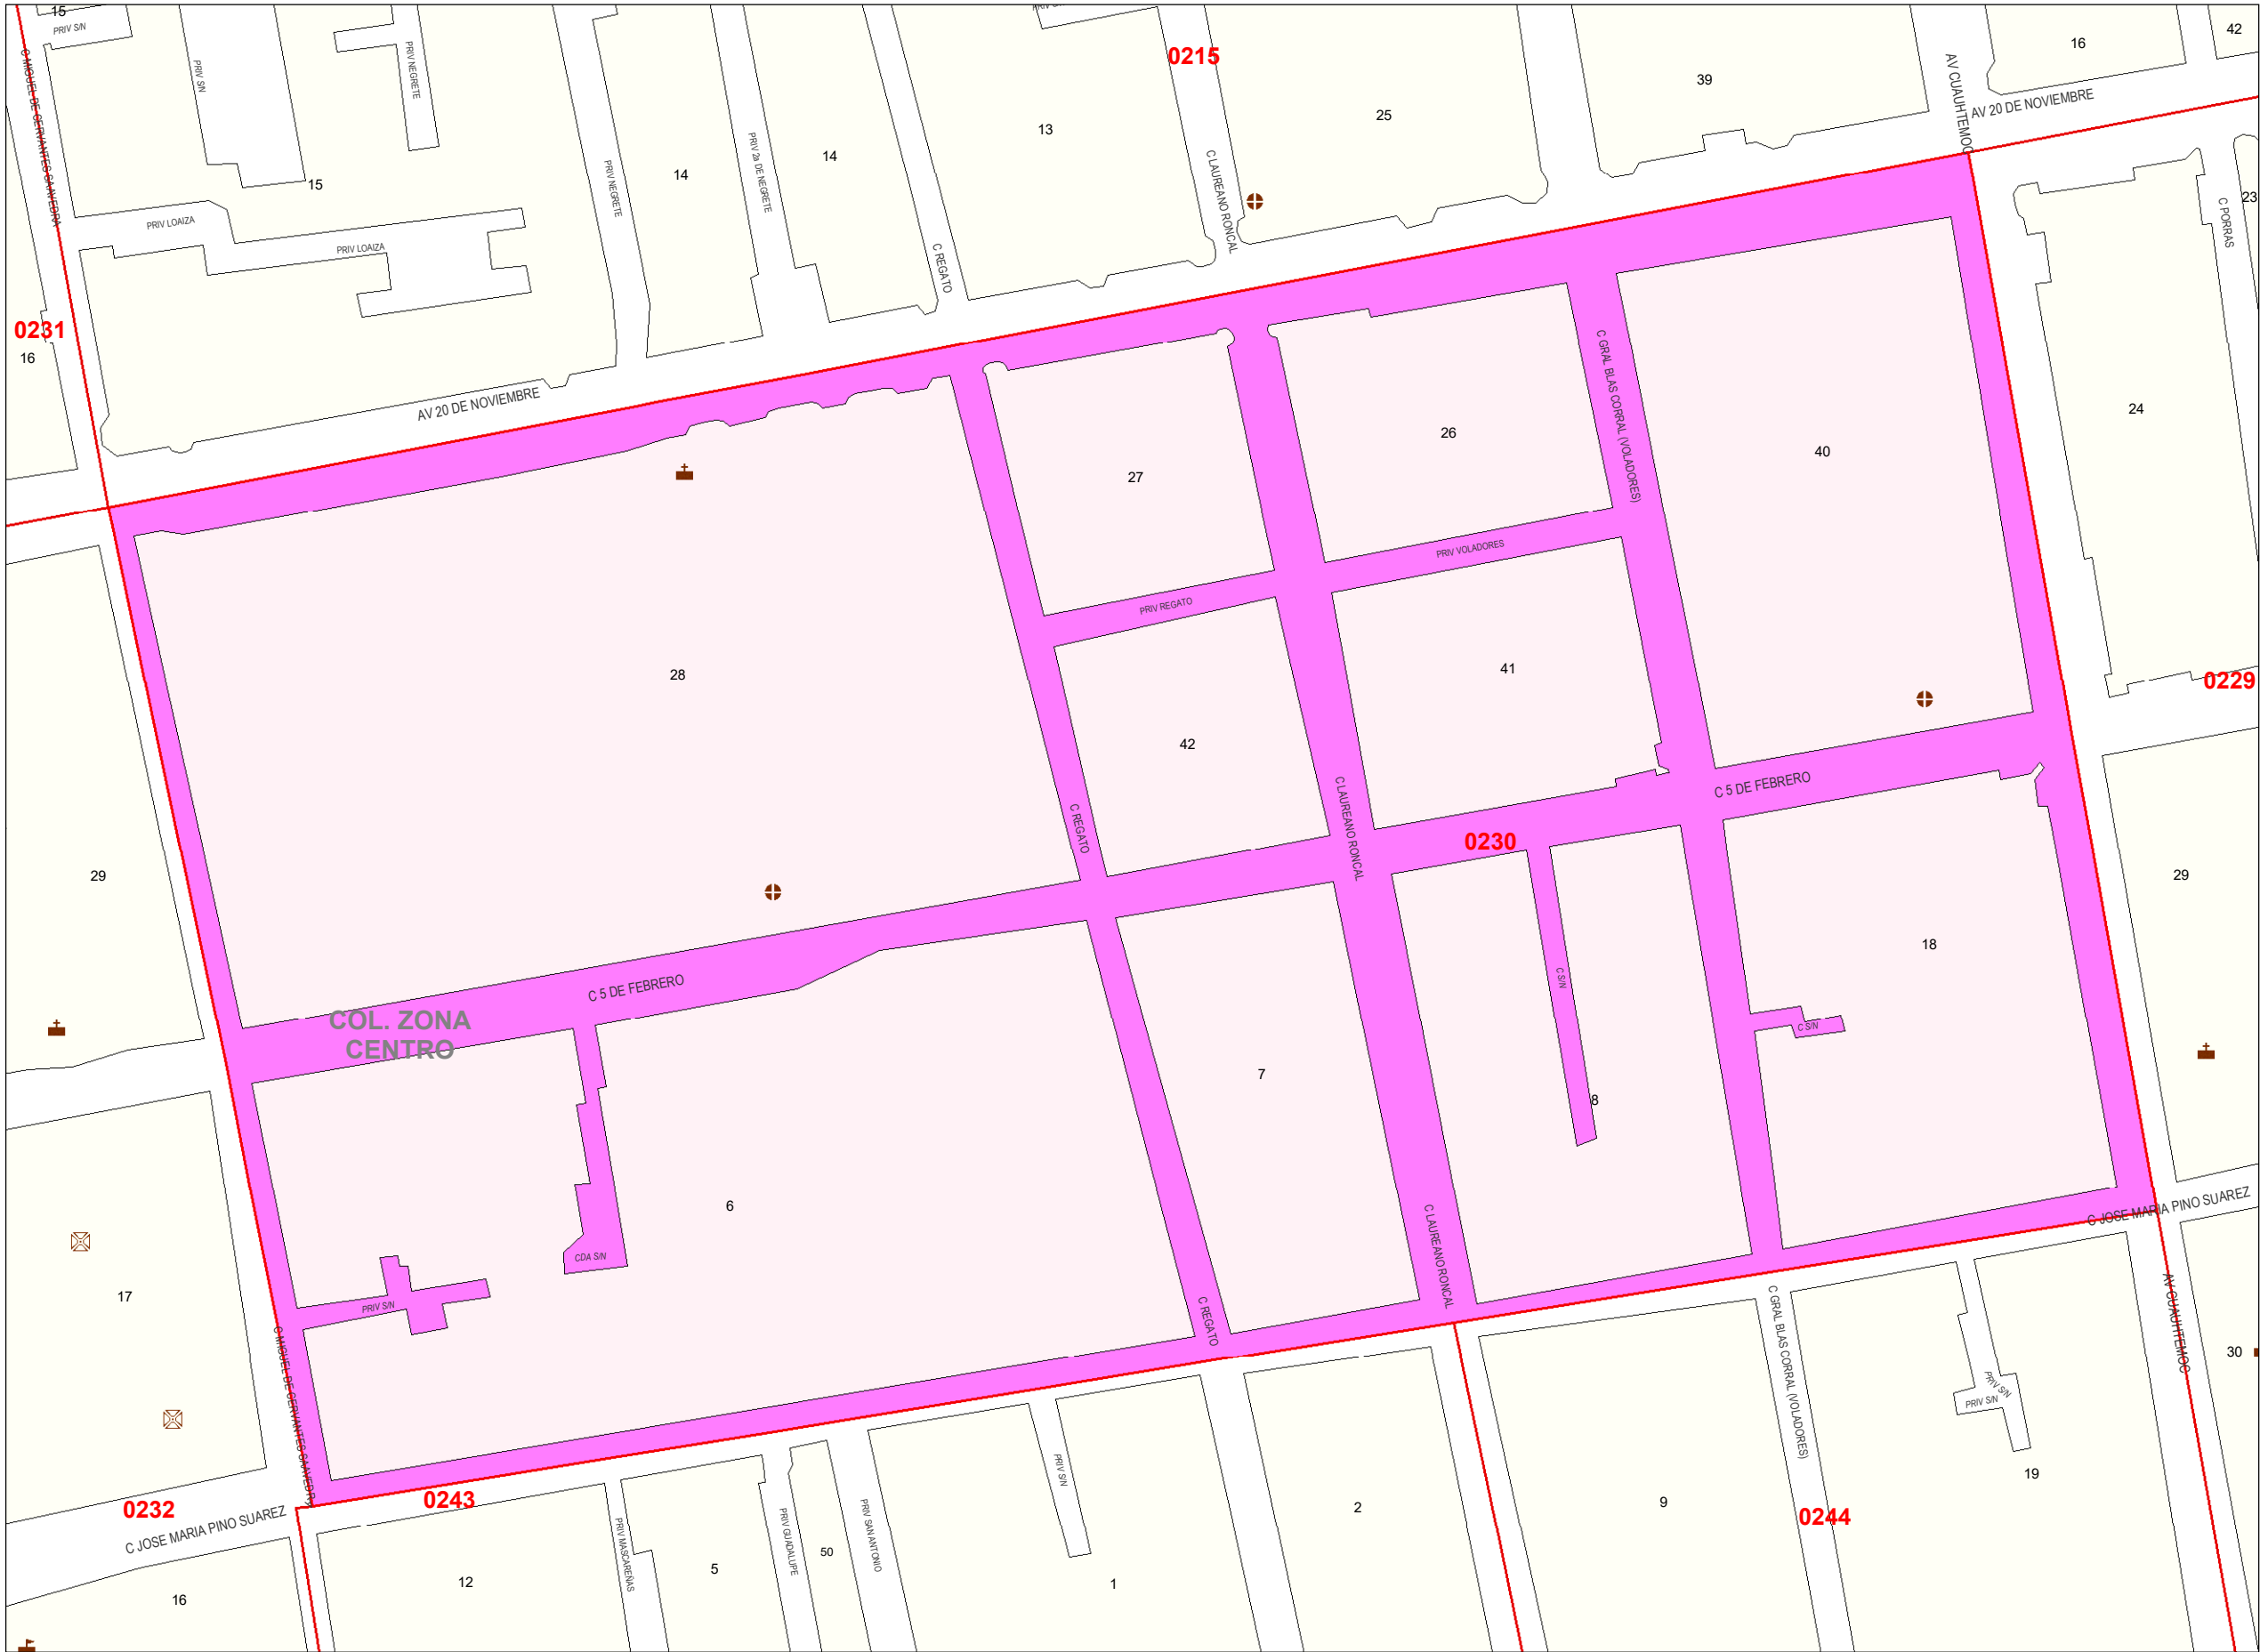 15
PRIV S/N
C MIGUEL DE CERVANTES SAAVEDRA
PRIV S/N
PRIV NEGRETE
0215
39
AV CUAUHTEMOC
16
42
AV 20 DE NOVIEMBRE
13
25
14
14
15
PRIV NEGRETE
PRIV 2a DE NEGRETE
C LAUREANO RONCAL
PRIV LOAIZA
PRIV LOAIZA
C REGATO
C PORRAS
23
0231
16
AV 20 DE NOVIEMBRE
C GRAL BLAS CORRAL (VOLADORES)
24
27
26
40
PRIV VOLADORES
PRIV REGATO
28
41
0229
42
C REGATO
C LAUREANO RONCAL
C 5 DE FEBRERO
0230
29
29
18
C S/N
C 5 DE FEBRERO
COL. ZONA
CENTRO
C S/N
7
8
6
C JOSE MARIA PINO SUAREZ
CDA S/N
17
PRIV S/N
C LAUREANO RONCAL
C REGATO
C MIGUEL DE CERVANTES SAAVEDRA
C GRAL BLAS CORRAL (VOLADORES)
AV CUAUHTEMOC
30
PRIV S/N
PRIV S/N
PRIV S/N
19
0232
0243
C JOSE MARIA PINO SUAREZ
2
9
0244
PRIV MASCAREÑAS
PRIV GUADALUPE
50
PRIV SAN ANTONIO
12
5
1
16